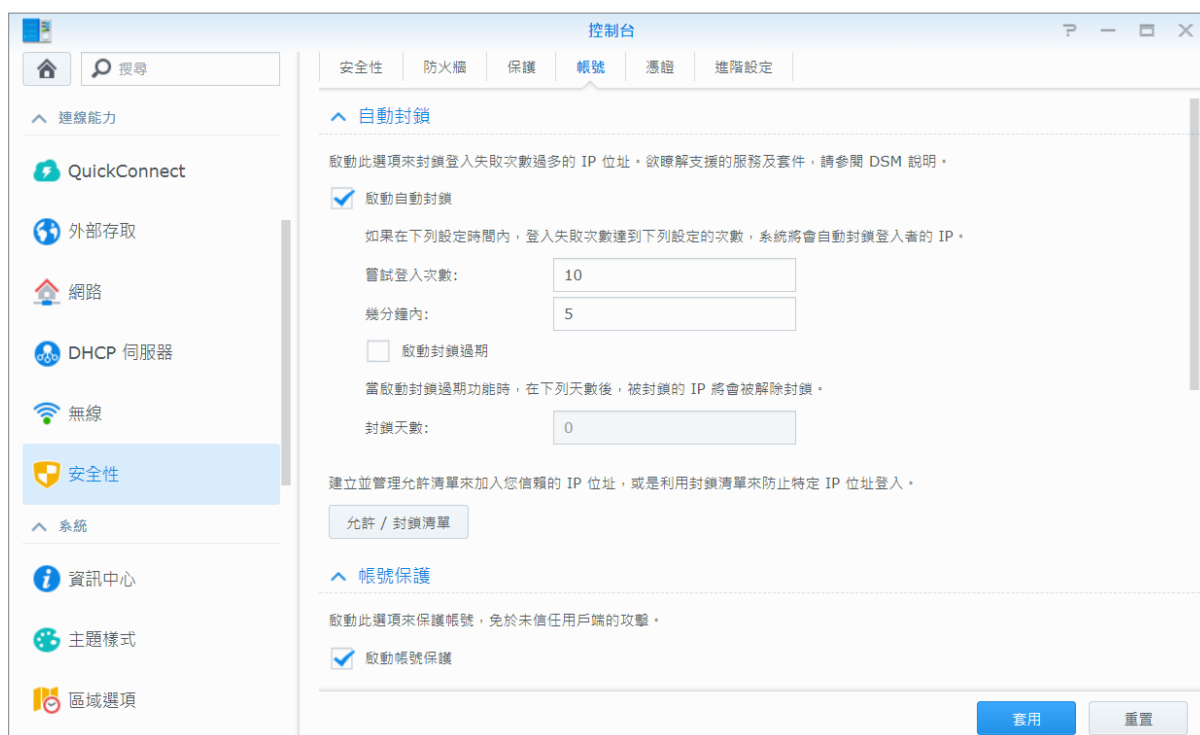 控制台
搜尋
連線能力
QuickConnect
外部存取
網路
DHCP 伺服器
無線
安全性
系統
資訊中心
主題樣式
區域選項
安全性 防火牆 保護 帳號 憑證 進階設定
自動封鎖
啟動此選項來封鎖登入失敗次數過多的 IP 位址。欲瞭解支援的服務及套件，請參閱 DSM 說明。
啟動自動封鎖
如果在下列設定時間內，登入失敗次數達到下列設定的次數，系統將會自動封鎖登入者的 IP。
嘗試登入次數: 10
幾分鐘內: 5
啟動封鎖過期
當啟動封鎖過期功能時，在下列天數後，被封鎖的 IP 將會被解除封鎖。
封鎖天數: 0
建立並管理允許清單來加入您信賴的 IP 位址，或是利用封鎖清單來防止特定 IP 位址登入。
允許 / 封鎖清單
帳號保護
啟動此選項來保護帳號，免於未信任用戶端的攻擊。
啟動帳號保護
套用 重置